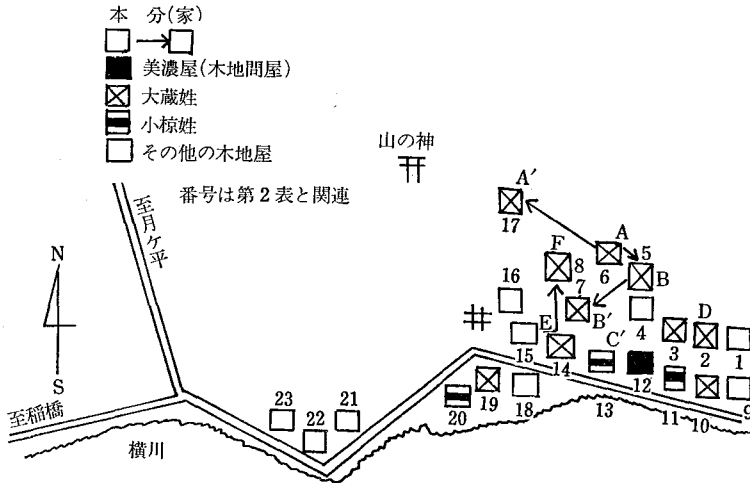 本 分(家)
美濃屋(木地問屋)
大蔵姓
小椋姓
その他の木地屋
番号は第2表と関連
山の神
至月ヶ平
N
S
至稲橋
横川
A′
17
A
6
5
B
F
8
7
B′
16
4
D
3
2
1
15
E
14
C′
13
12
11
10
9
18
19
20
21
22
23